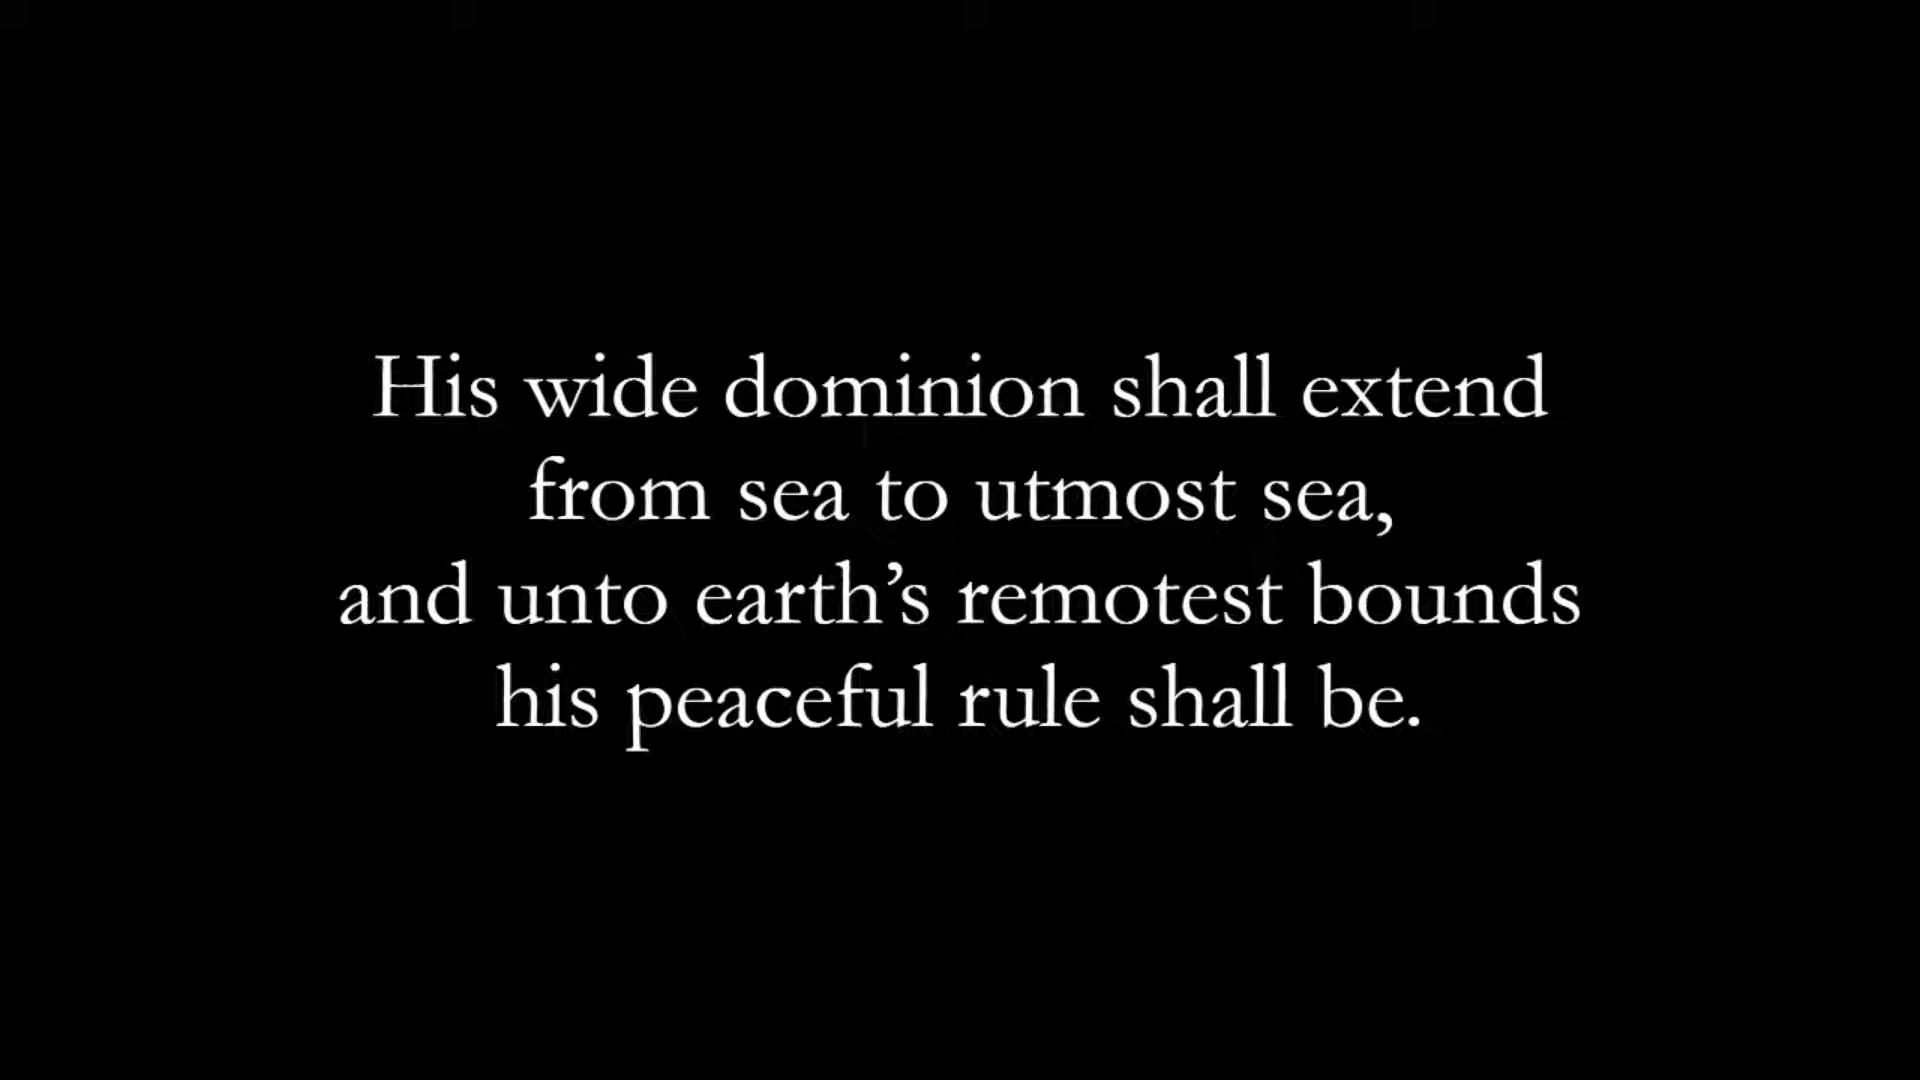 His wide dominion shall extend
from sea to utmost sea,
and unto earth’s remotest bounds
his peaceful rule shall be.